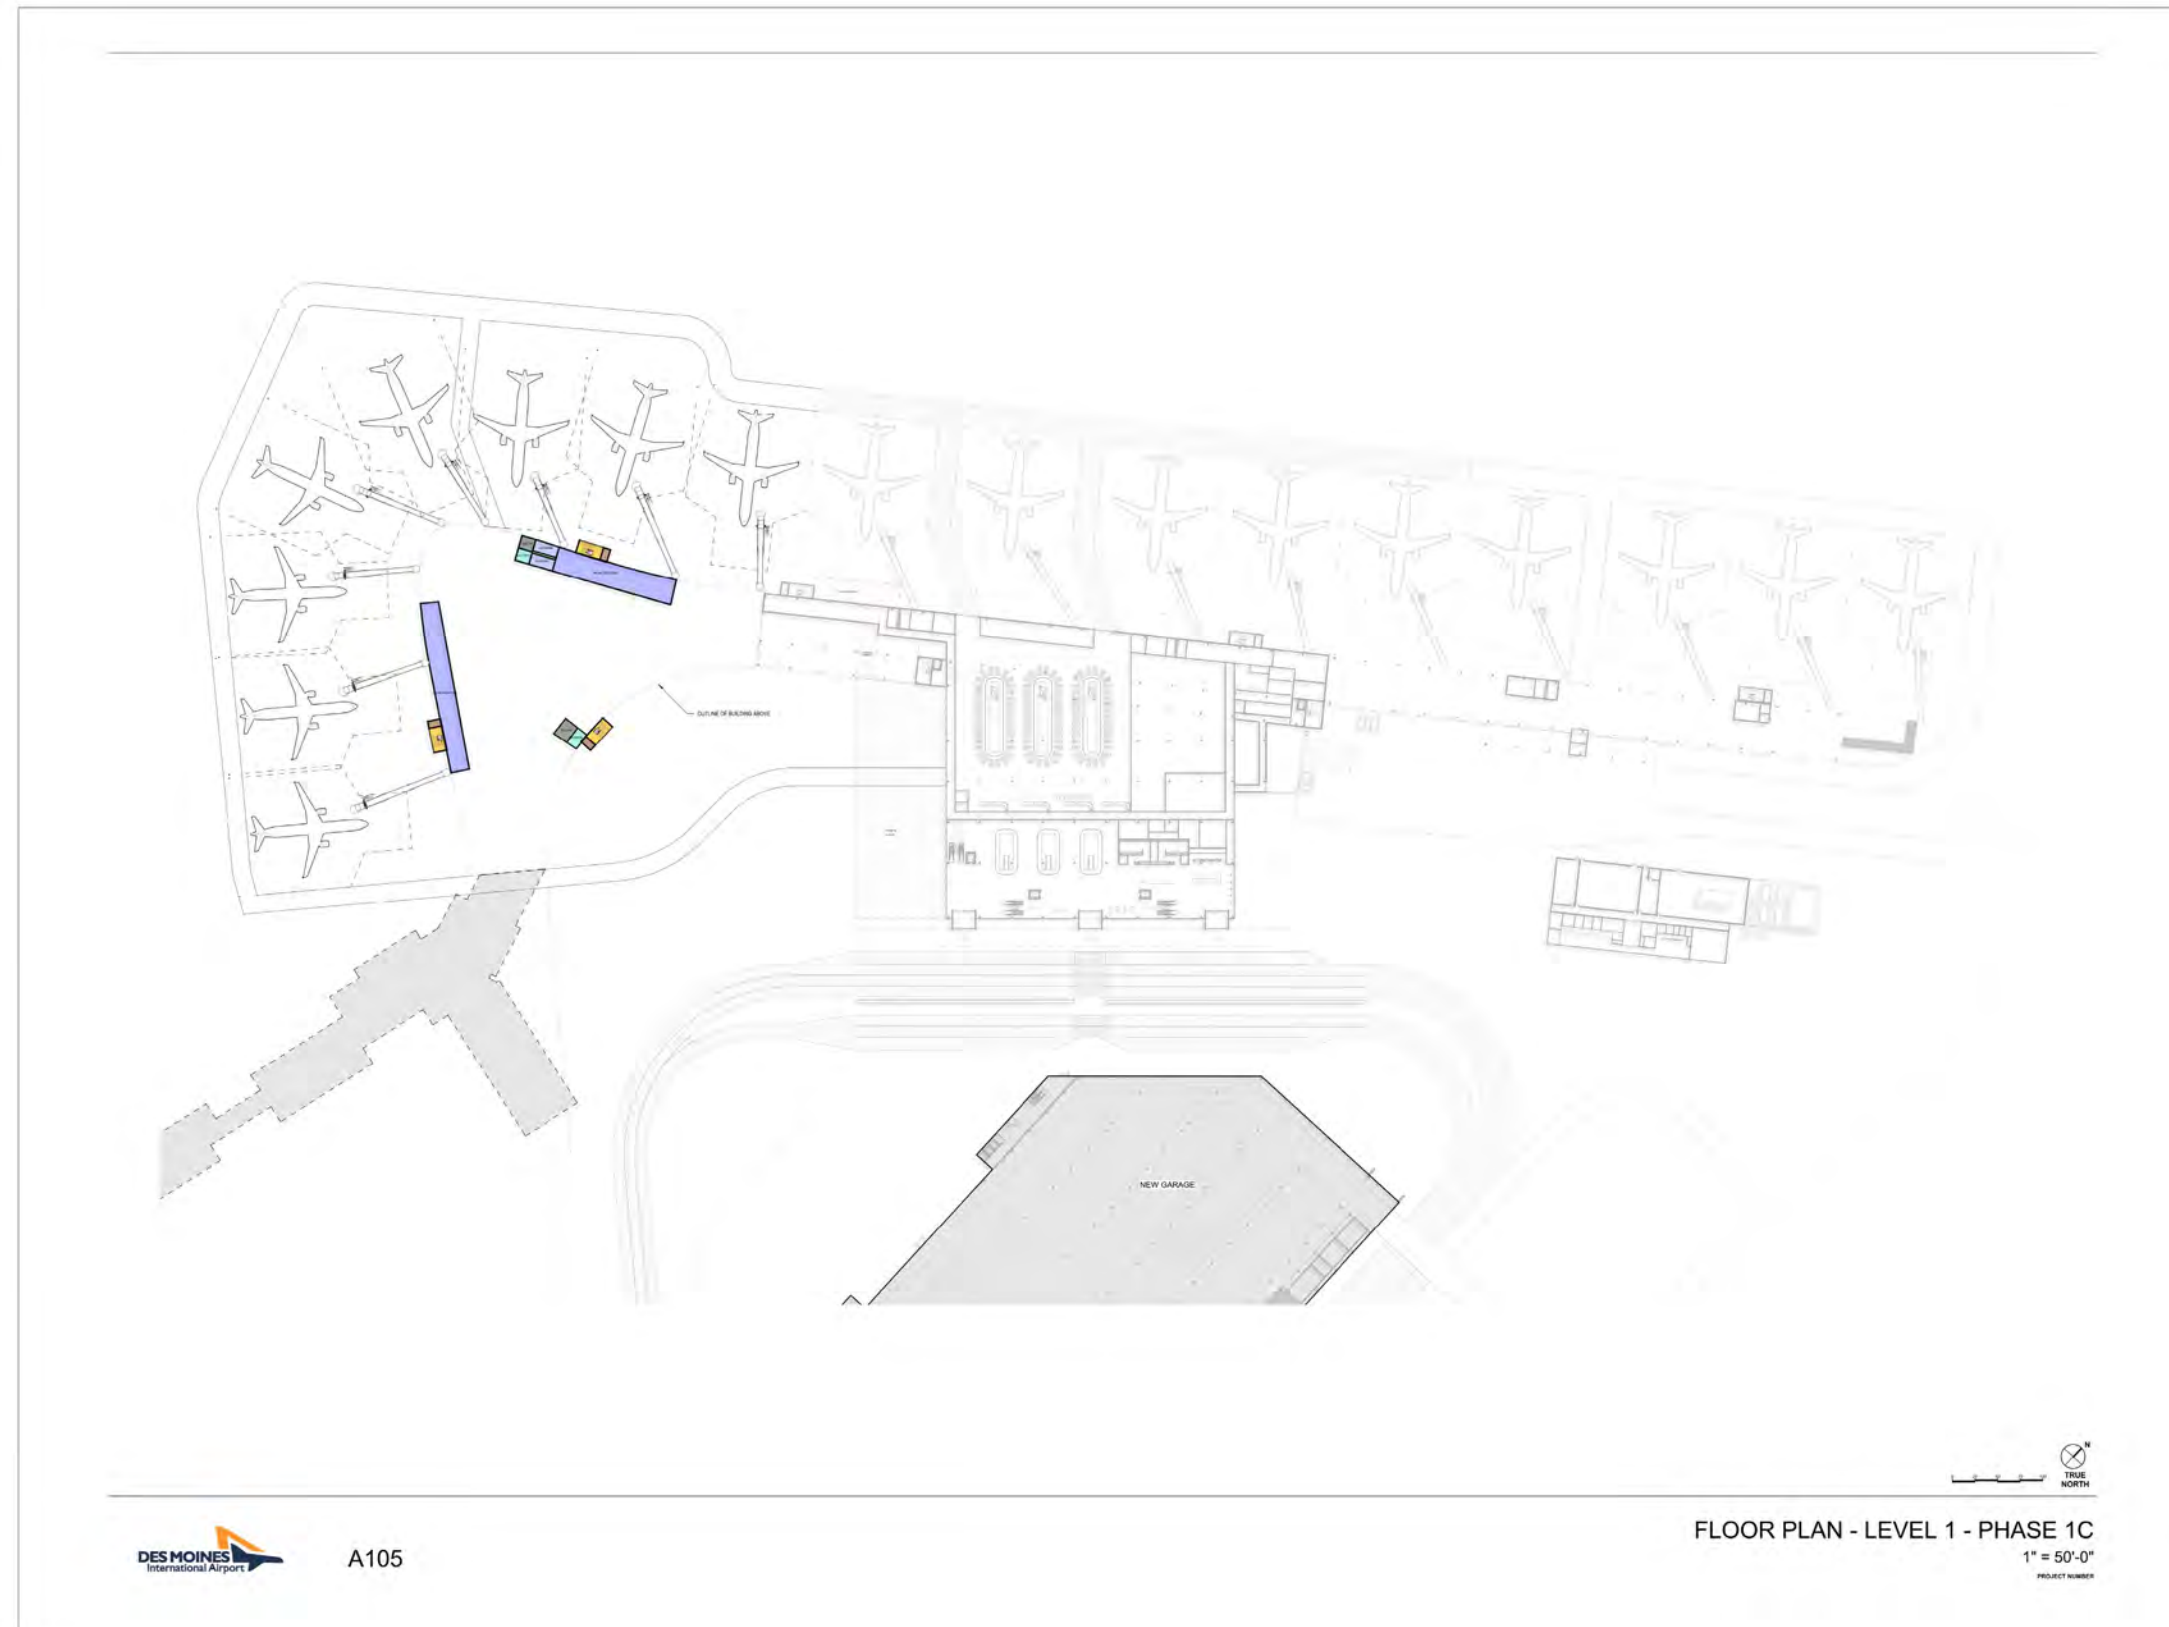 OUTLINE OF BUILDING ABOVE
NEW GARAGE
N
TRUE
NORTH
DES MOINES
International Airport
A105
FLOOR PLAN - LEVEL 1 - PHASE 1C
1" = 50'-0"
PROJECT NUMBER